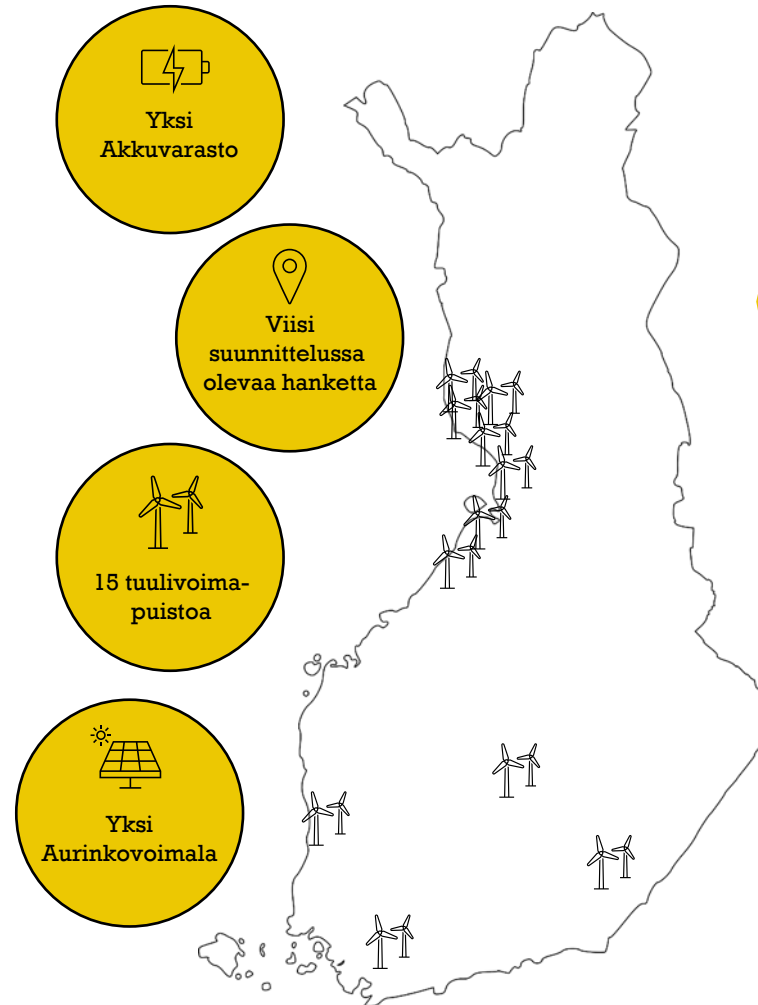 Yksi
Akkuvarasto
Viisi
suunnittelussa
olevaa hanketta
15 tuulivoima-
puistoa
Yksi
Aurinkovoimala